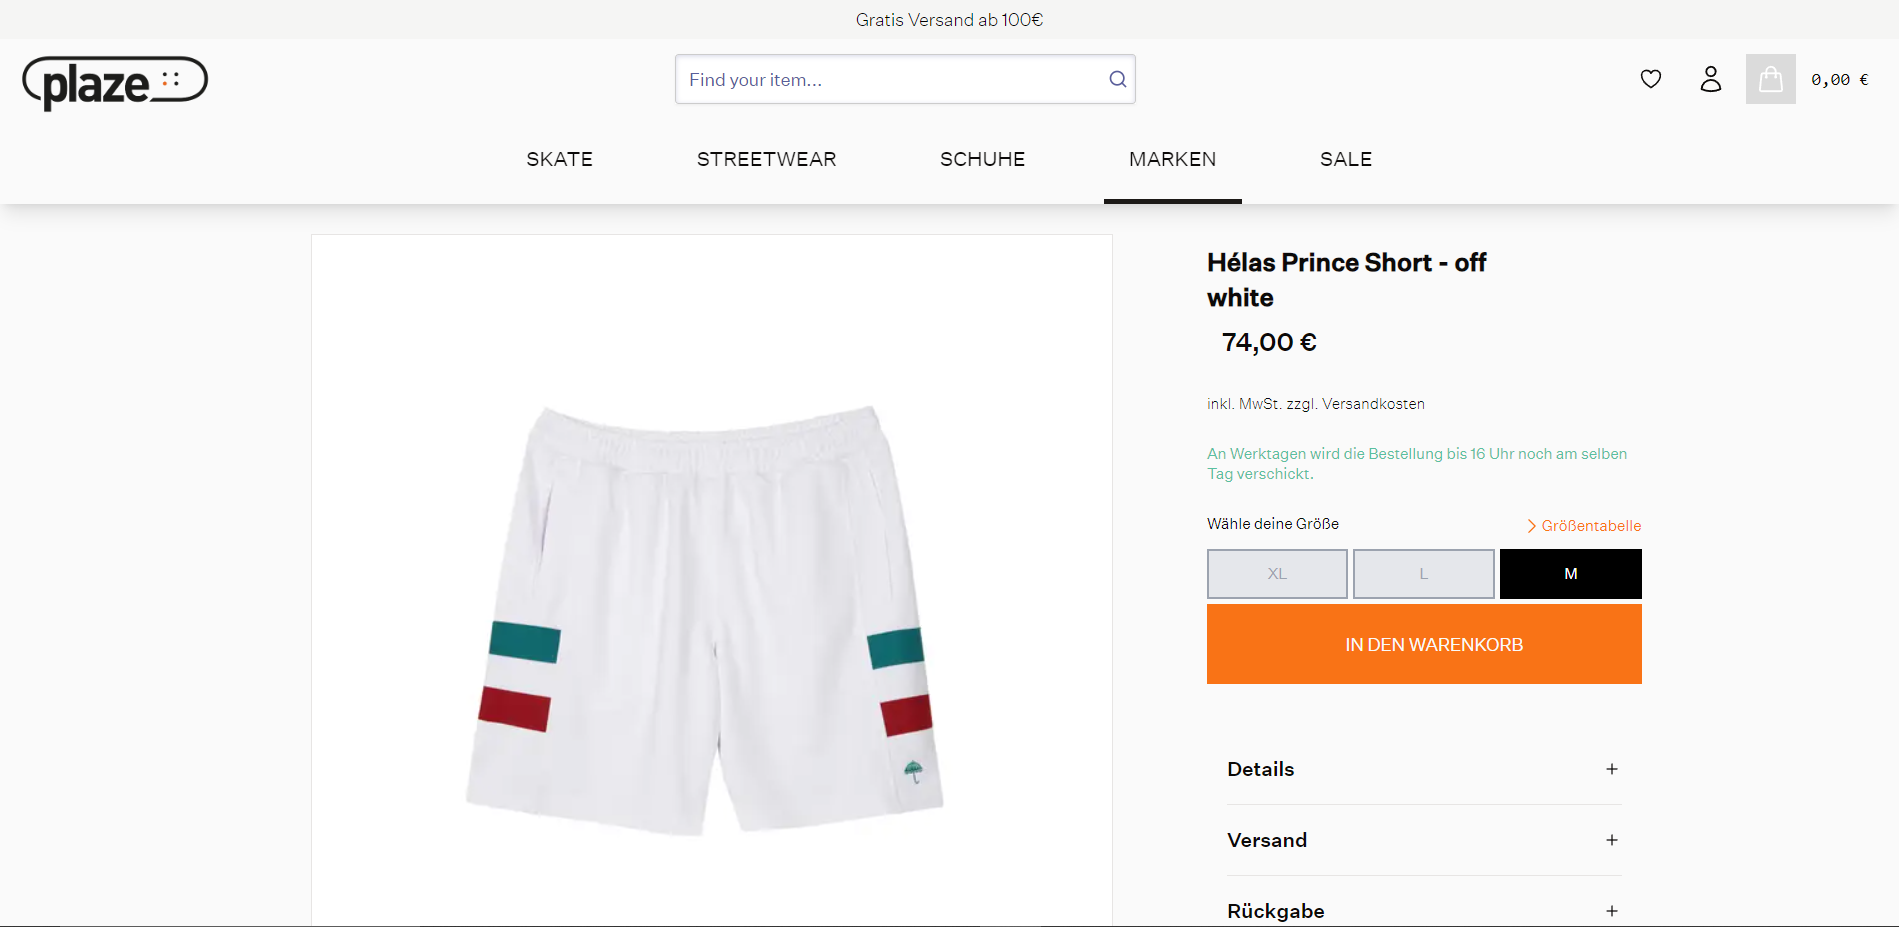 Gratis Versand ab 100€
plaze
Find your item...
0,00 €
SKATE
STREETWEAR
SCHUHE
MARKEN
SALE
Hélas Prince Short - off
white
74,00 €
inkl. MwSt. zzgl. Versandkosten
An Werktagen wird die Bestellung bis 16 Uhr noch am selben
Tag verschickt.
Wähle deine Größe
Größentabelle
XL
L
M
IN DEN WARENKORB
Details
Versand
Rückgabe